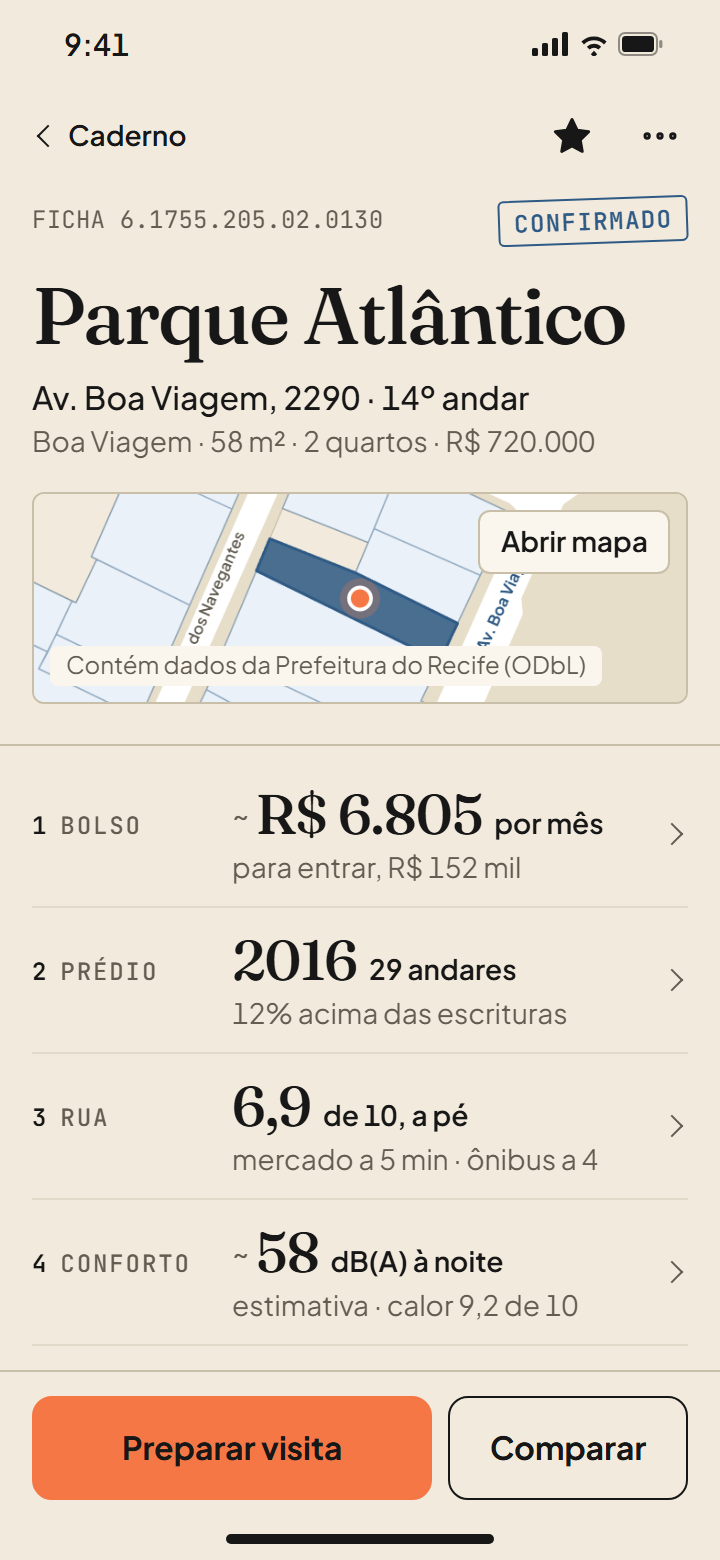 9:41
Caderno
FICHA 6.1755.205.02.0130
CONFIRMADO
Parque Atlântico
Av. Boa Viagem, 2290 · 14º andar
Boa Viagem · 58 m² · 2 quartos · R$ 720.000
Abrir mapa
dos Navegantes
Av. Boa Via
Contém dados da Prefeitura do Recife (ODbL)
1 BOLSO
~ R$ 6.805 por mês
para entrar, R$ 152 mil
2 PRÉDIO
2016 29 andares
12% acima das escrituras
3 RUA
6,9 de 10, a pé
mercado a 5 min · ônibus a 4
4 CONFORTO
~ 58 dB(A) à noite
estimativa · calor 9,2 de 10
Preparar visita
Comparar